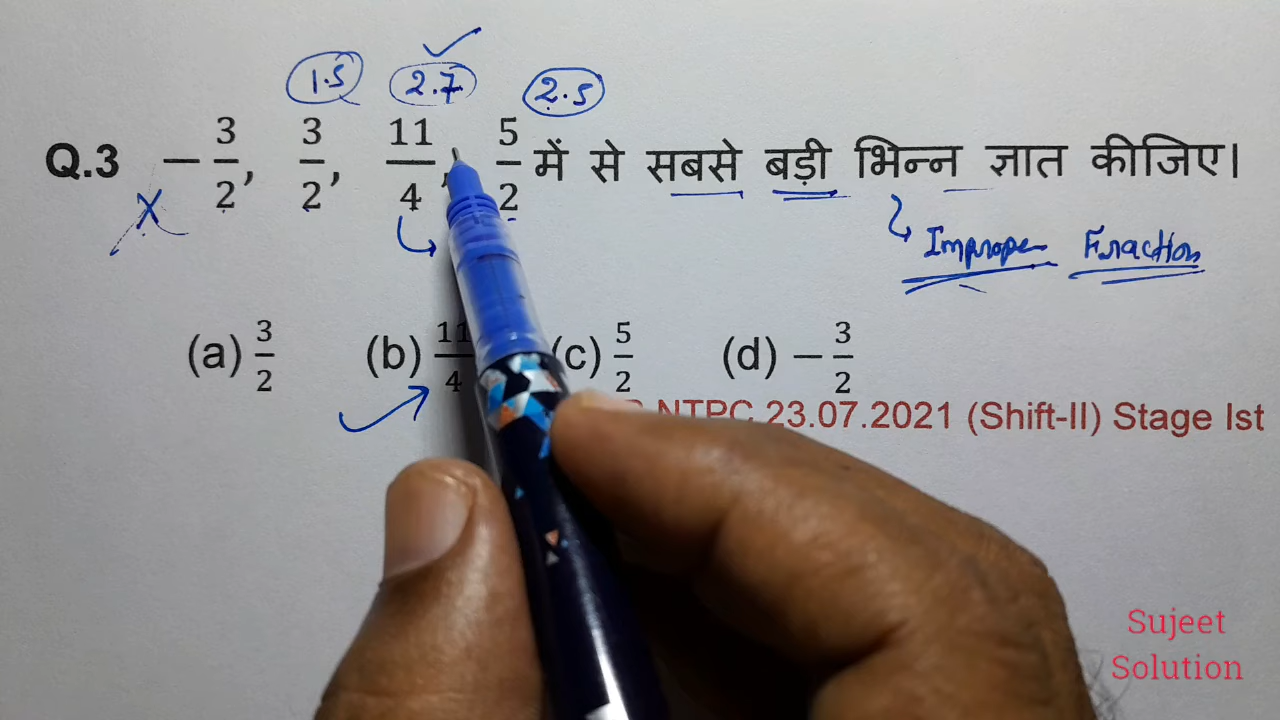 1.5 2.7 2.5
Q.3 -3/2, 3/2, 11/4, 5/2 में से सबसे बड़ी भिन्न ज्ञात कीजिए।
Improper Fraction
(a) 3/2 (b) 11/4 (c) 5/2 (d) -3/2
NTPC 23.07.2021 (Shift-II) Stage Ist
Sujeet
Solution